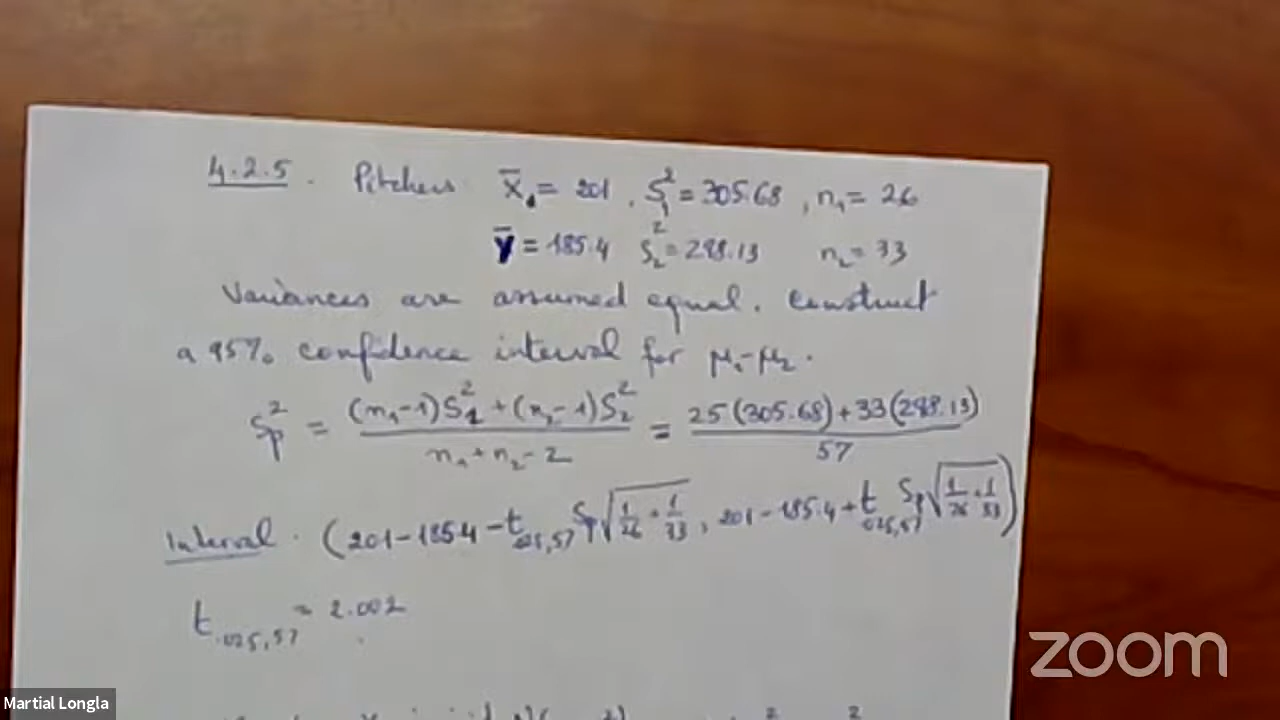 4.2.5. Pitchers X̄₁ = 201, S₁² = 305.68, n₁ = 26
ȳ = 185.4 S₂² = 298.13 n₂ = 33
Variances are assumed equal. Construct
a 95% confidence interval for μ₁-μ₂.
Sp² = (n₁-1)S₁² + (n₂-1)S₂² / n₁+n₂-2 = 25(305.68)+33(298.13) / 57
Interval. (201-185.4 - t.025,57 Sp√(1/26 + 1/33), 201-185.4 + t.025,57 Sp√(1/26 + 1/33))
t.025,57 = 2.002
zoom
Martial Longla